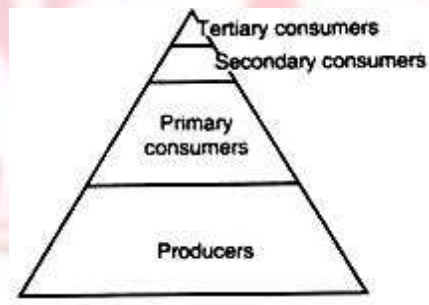 Tertiary consumers
Secondary consumers
Primary
consumers
Producers